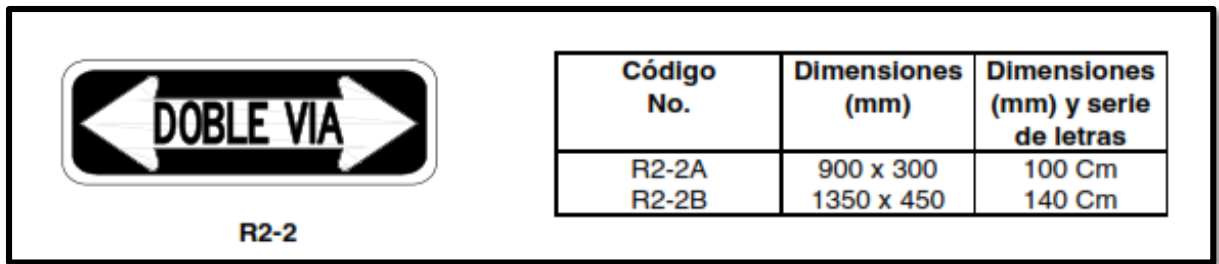 DOBLE VIA
R2-2
Código No.
Dimensiones (mm)
Dimensiones (mm) y serie de letras
R2-2A 900 x 300 100 Cm
R2-2B 1350 x 450 140 Cm